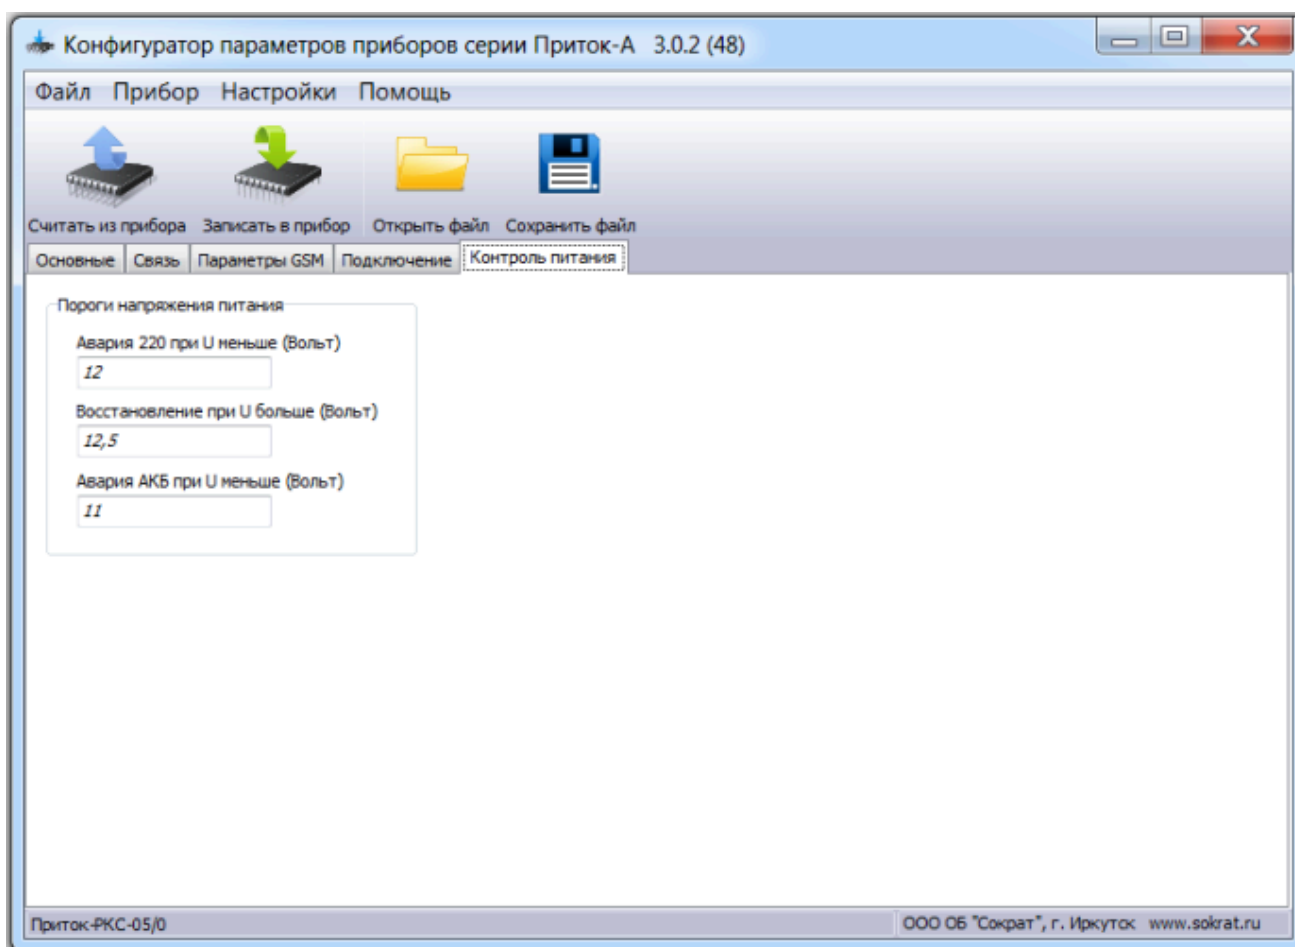 Конфигуратор параметров приборов серии Приток-А 3.0.2 (48)
Файл Прибор Настройки Помощь
Считать из прибора Записать в прибор Открыть файл Сохранить файл
Основные Связь Параметры GSM Подключение Контроль питания
Пороги напряжения питания
Авария 220 при U меньше (Вольт)
12
Восстановление при U больше (Вольт)
12,5
Авария АКБ при U меньше (Вольт)
11
Приток-РКС-05/0 ООО ОБ "Сократ", г. Иркутск www.sokrat.ru